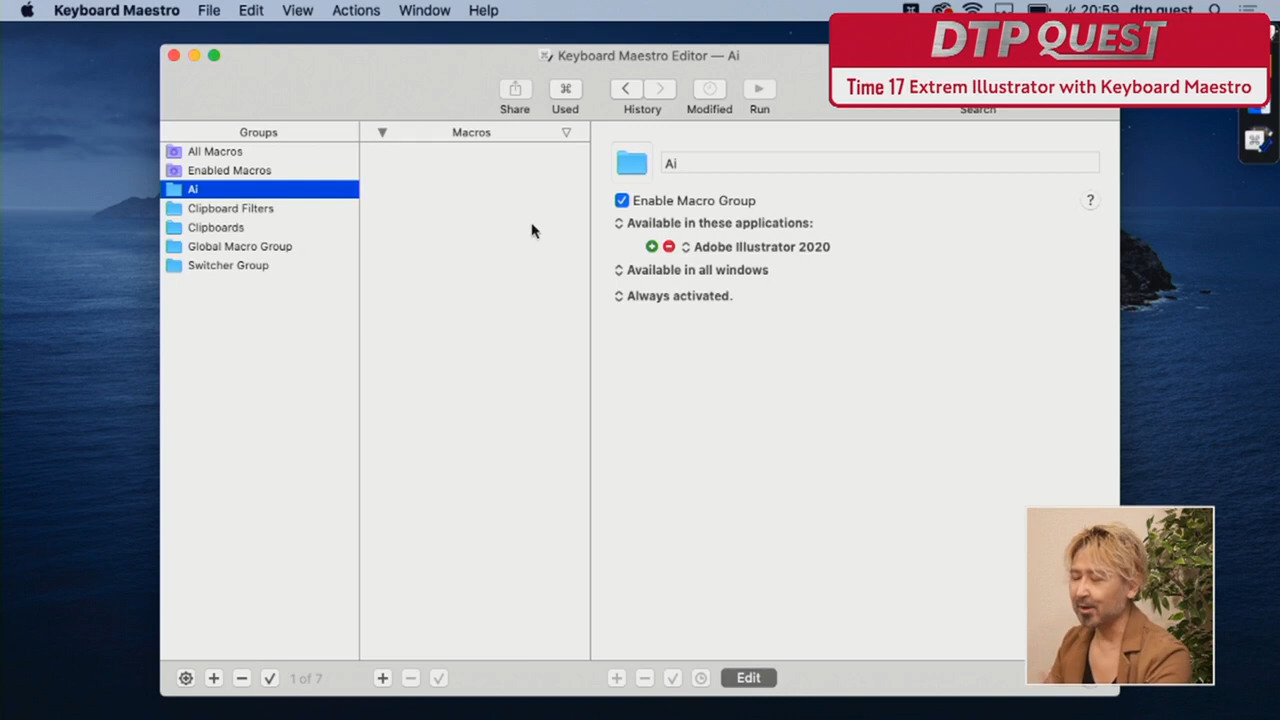 Keyboard Maestro File Edit View Actions Window Help
火 20:59 dtp quest
DTP QUEST
Time 17 Extrem Illustrator with Keyboard Maestro
Keyboard Maestro Editor — Ai
Share Used History Modified Run Search
Groups Macros
All Macros
Enabled Macros
Ai
Clipboard Filters
Clipboards
Global Macro Group
Switcher Group
Ai
Enable Macro Group ?
Available in these applications:
Adobe Illustrator 2020
Available in all windows
Always activated.
1 of 7
Edit